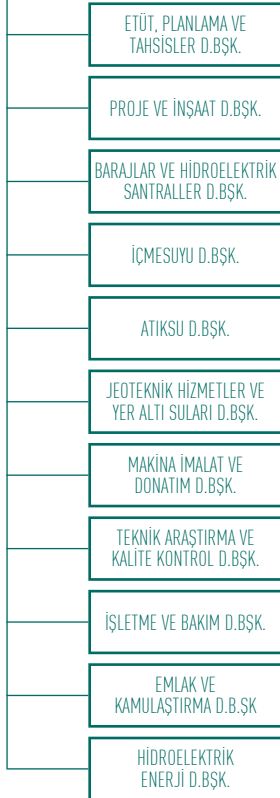 ETÜT, PLANLAMA VE
TAHSİSLER D.BŞK.
PROJE VE İNŞAAT D.BŞK.
BARAJLAR VE HİDROELEKTRİK
SANTRALLER D.BŞK.
İÇMESUYU D.BŞK.
ATIKSU D.BŞK.
JEOTEKNİK HİZMETLER VE
YER ALTI SULARI D.BŞK.
MAKİNA İMALAT VE
DONATIM D.BŞK.
TEKNİK ARAŞTIRMA VE
KALİTE KONTROL D.BŞK.
İŞLETME VE BAKIM D.BŞK.
EMLAK VE
KAMULAŞTIRMA D.B.ŞK
HİDROELEKTRİK
ENERJİ D.BŞK.